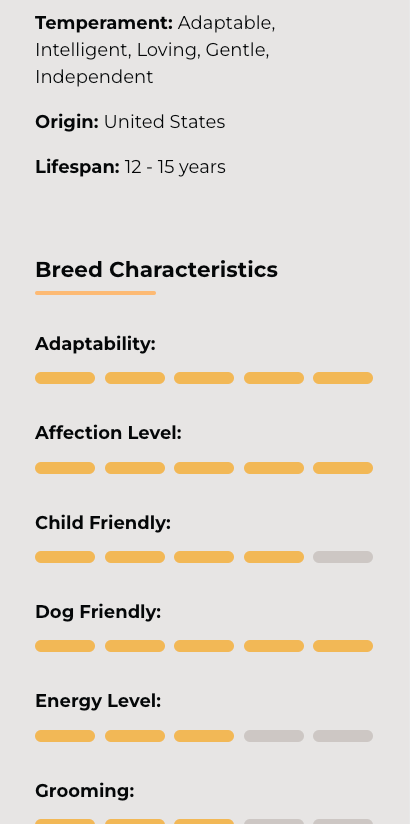 Temperament: Adaptable,
Intelligent, Loving, Gentle,
Independent
Origin: United States
Lifespan: 12 - 15 years
Breed Characteristics
Adaptability:
Affection Level:
Child Friendly:
Dog Friendly:
Energy Level:
Grooming: